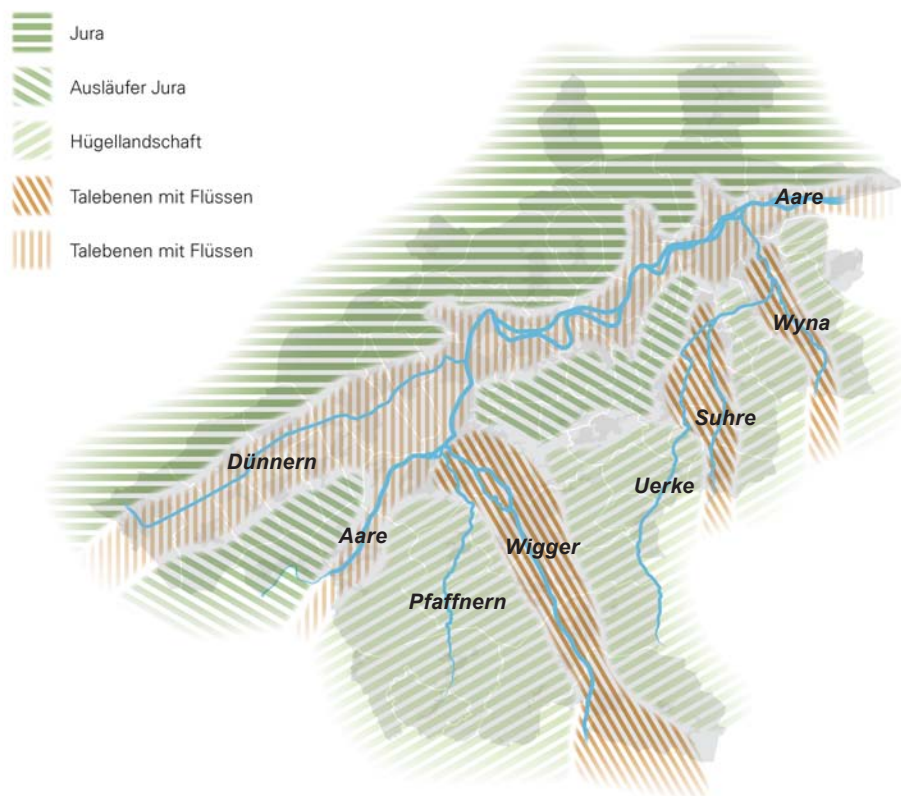 Jura
Ausläufer Jura
Hügellandschaft
Talebenen mit Flüssen
Talebenen mit Flüssen
Aare
Wyna
Suhre
Dünnern
Uerke
Aare
Wigger
Pfaffnern